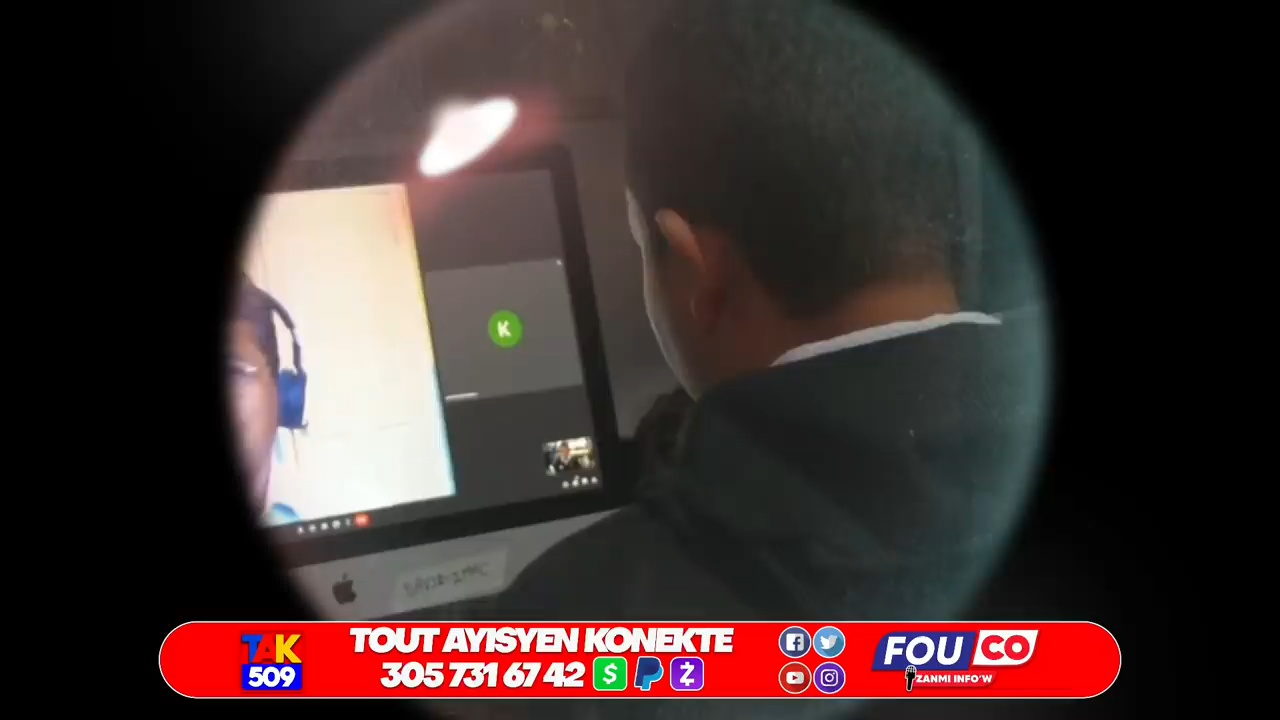 K
TAK
509
TOUT AYISYEN KONEKTE
305 731 67 42
FOU CO
ZANMI INFO'W